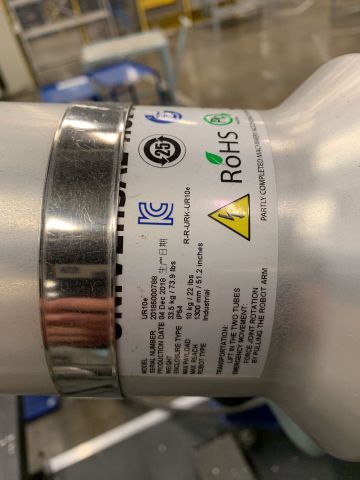 25
RoHS
R-R-URK-UR10e
PARTLY COMPLETED MACHINERY
MODEL UR10e
SERIAL NUMBER
PRODUCTION DATE 04 Dec 2018 生产日期
WEIGHT 33.5 kg / 73.9 lbs
ENCLOSURE TYPE IP54
MAX PAYLOAD 10 kg / 22 lbs
MAX. REACH 1300 mm / 51.2 inches
ROBOT TYPE Industrial
TRANSPORTATION:
LIFT IN THE TWO TUBES
EMERGENCY MOVEMENT:
FORCE JOINT ROTATION
BY PULLING THE ROBOT ARM